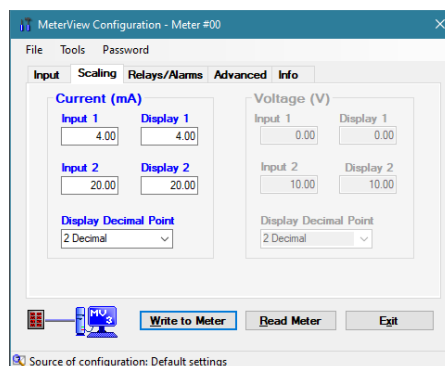 MeterView Configuration - Meter #00
File Tools Password
Input Scaling Relays/Alarms Advanced Info
Current (mA) Voltage (V)
Input 1 Display 1 Input 1 Display 1
4.00 4.00 0.00 0.00
Input 2 Display 2 Input 2 Display 2
20.00 20.00 10.00 10.00
Display Decimal Point Display Decimal Point
2 Decimal 2 Decimal
MV3 Write to Meter Read Meter Exit
Source of configuration: Default settings